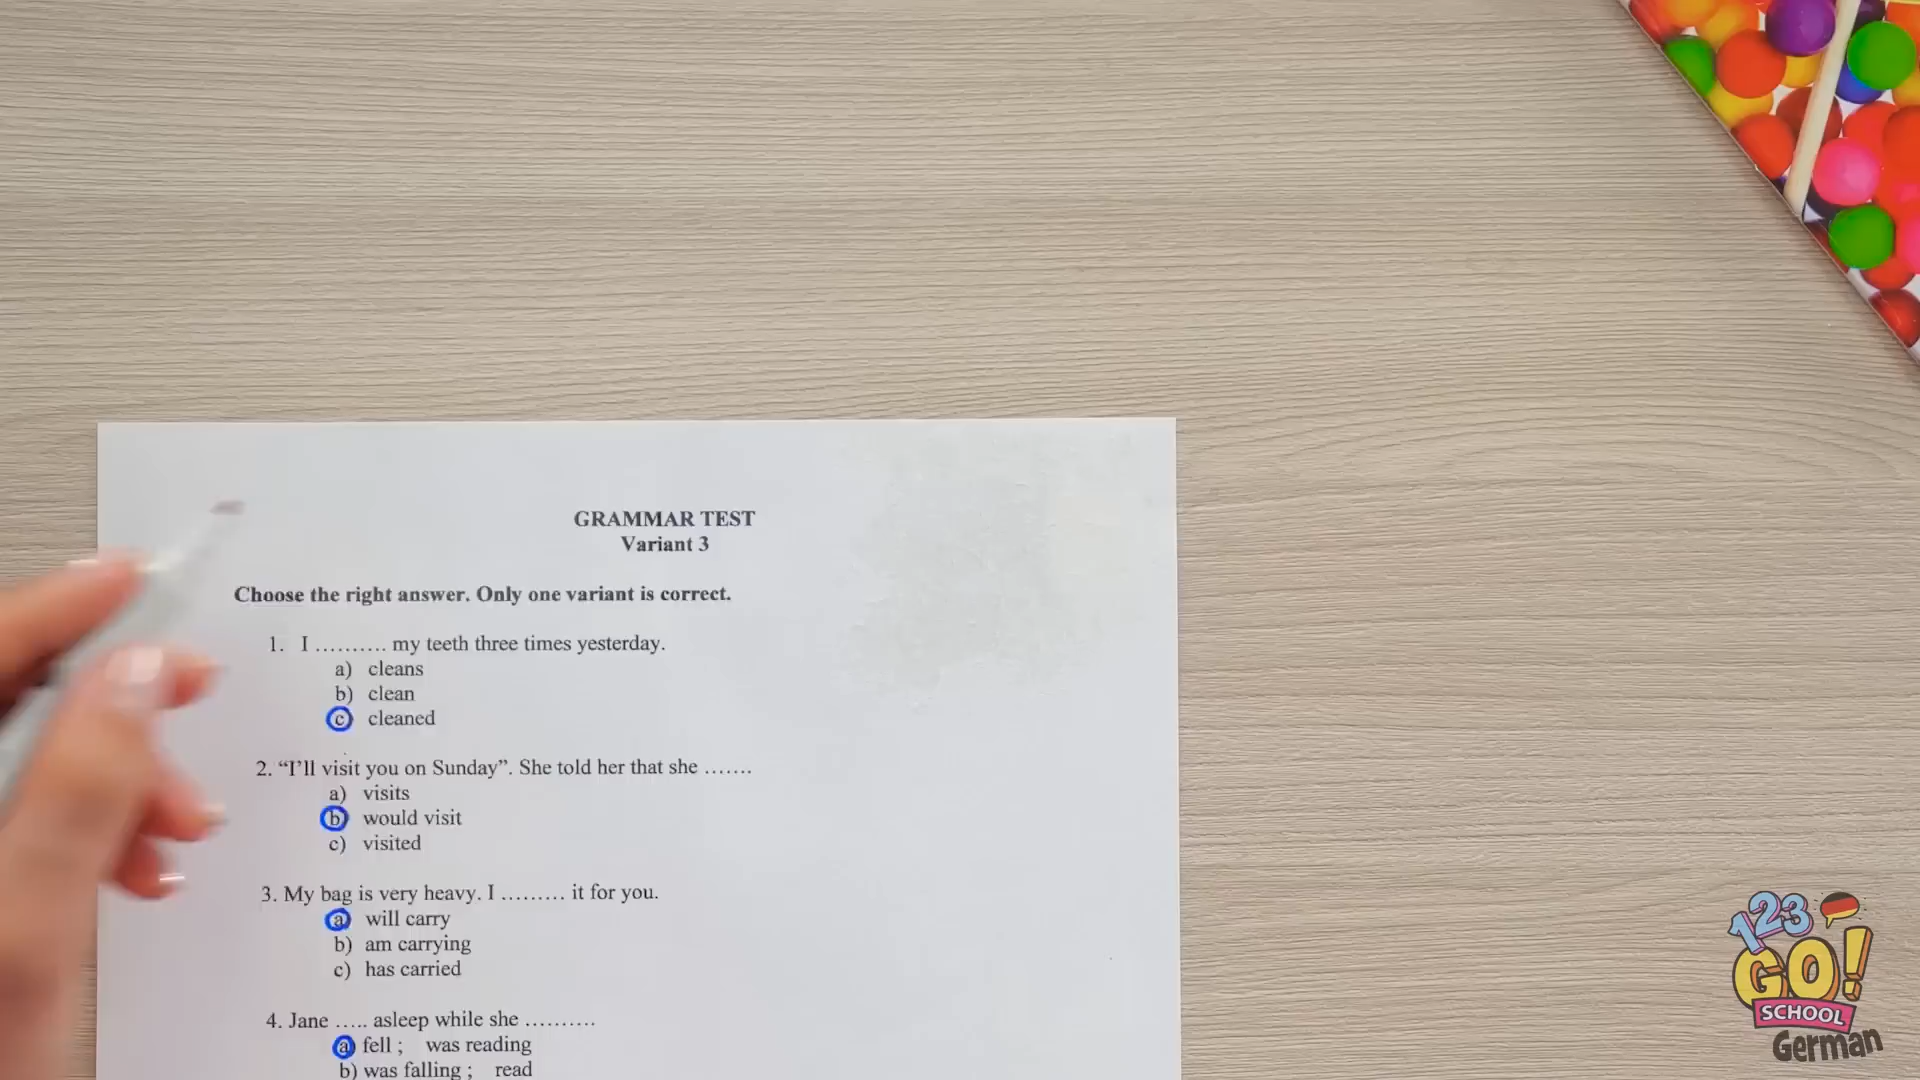 GRAMMAR TEST
Variant 3
Choose the right answer. Only one variant is correct.
1. I .......... my teeth three times yesterday.
a) cleans
b) clean
c) cleaned
2. “I’ll visit you on Sunday”. She told her that she .......
a) visits
b) would visit
c) visited
3. My bag is very heavy. I ......... it for you.
a) will carry
b) am carrying
c) has carried
4. Jane ..... asleep while she ..........
a) fell ; was reading
b) was falling ; read
123
GO!
SCHOOL
German